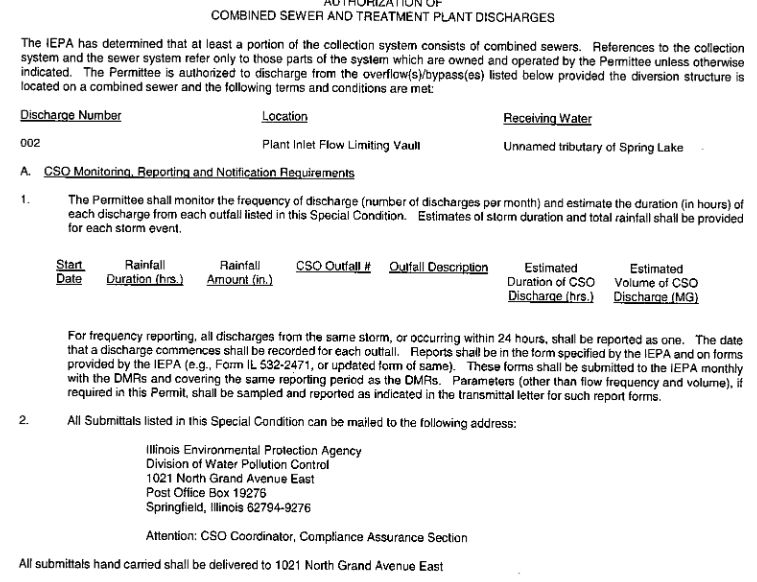 AUTHORIZATION OF
COMBINED SEWER AND TREATMENT PLANT DISCHARGES
The IEPA has determined that at least a portion of the collection system consists of combined sewers. References to the collection
system and the sewer system refer only to those parts of the system which are owned and operated by the Permittee unless otherwise
indicated. The Permittee is authorized to discharge from the overflow(s)/bypass(es) listed below provided the diversion structure is
located on a combined sewer and the following terms and conditions are met:
Discharge Number Location Receiving Water
002 Plant Inlet Flow Limiting Vault Unnamed tributary of Spring Lake
A. CSO Monitoring, Reporting and Notification Requirements
1. The Permittee shall monitor the frequency of discharge (number of discharges per month) and estimate the duration (in hours) of
each discharge from each outfall listed in this Special Condition. Estimates of storm duration and total rainfall shall be provided
for each storm event.
Start Rainfall Rainfall CSO Outfall # Outfall Description Estimated Estimated
Date Duration (hrs.) Amount (in.) Duration of CSO Volume of CSO
Discharge (hrs.) Discharge (MG)
For frequency reporting, all discharges from the same storm, or occurring within 24 hours, shall be reported as one. The date
that a discharge commences shall be recorded for each outfall. Reports shall be in the form specified by the IEPA and on forms
provided by the IEPA (e.g., Form IL 532-2471, or updated form of same). These forms shall be submitted to the IEPA monthly
with the DMRs and covering the same reporting period as the DMRs. Parameters (other than flow frequency and volume), if
required in this Permit, shall be sampled and reported as indicated in the transmittal letter for such report forms.
2. All Submittals listed in this Special Condition can be mailed to the following address:
Illinois Environmental Protection Agency
Division of Water Pollution Control
1021 North Grand Avenue East
Post Office Box 19276
Springfield, Illinois 62794-9276
Attention: CSO Coordinator, Compliance Assurance Section
All submittals hand carried shall be delivered to 1021 North Grand Avenue East